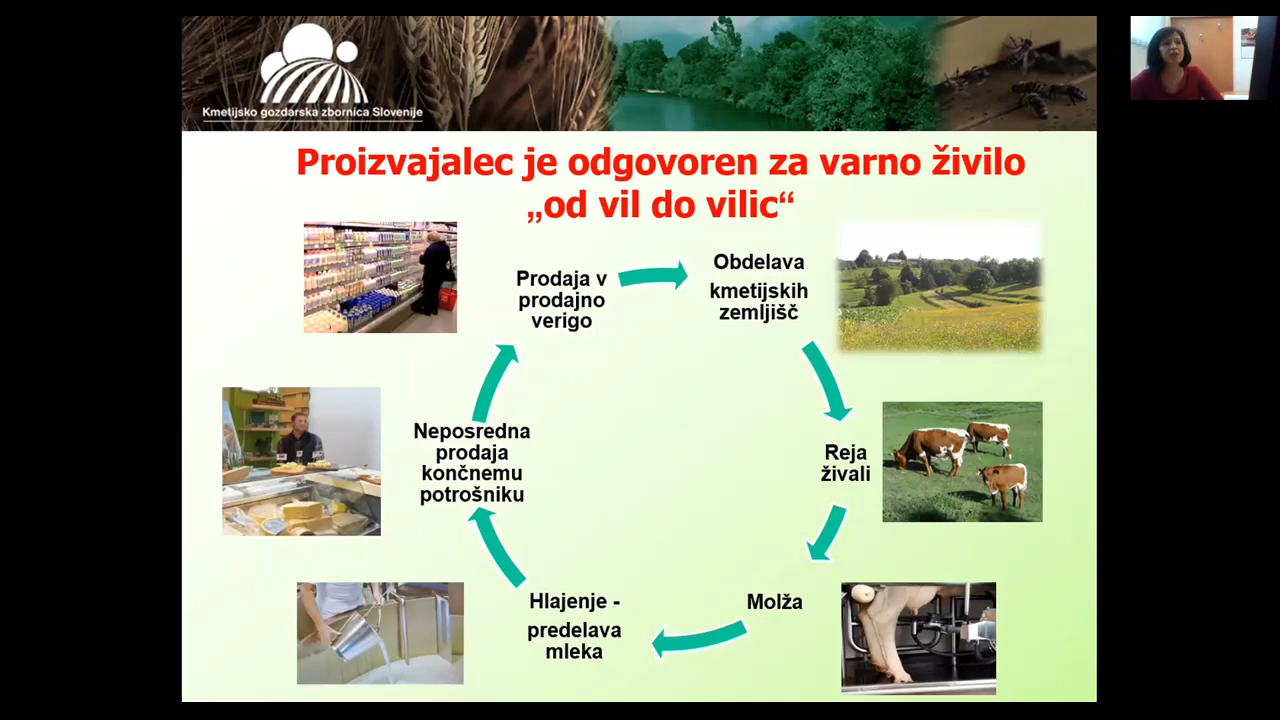 Kmetijsko gozdarska zbornica Slovenije
Proizvajalec je odgovoren za varno živilo
„od vil do vilic“
Prodaja v
prodajno
verigo
Obdelava
kmetijskih
zemljišč
Reja
živali
Molža
Hlajenje -
predelava
mleka
Neposredna
prodaja
končnemu
potrošniku